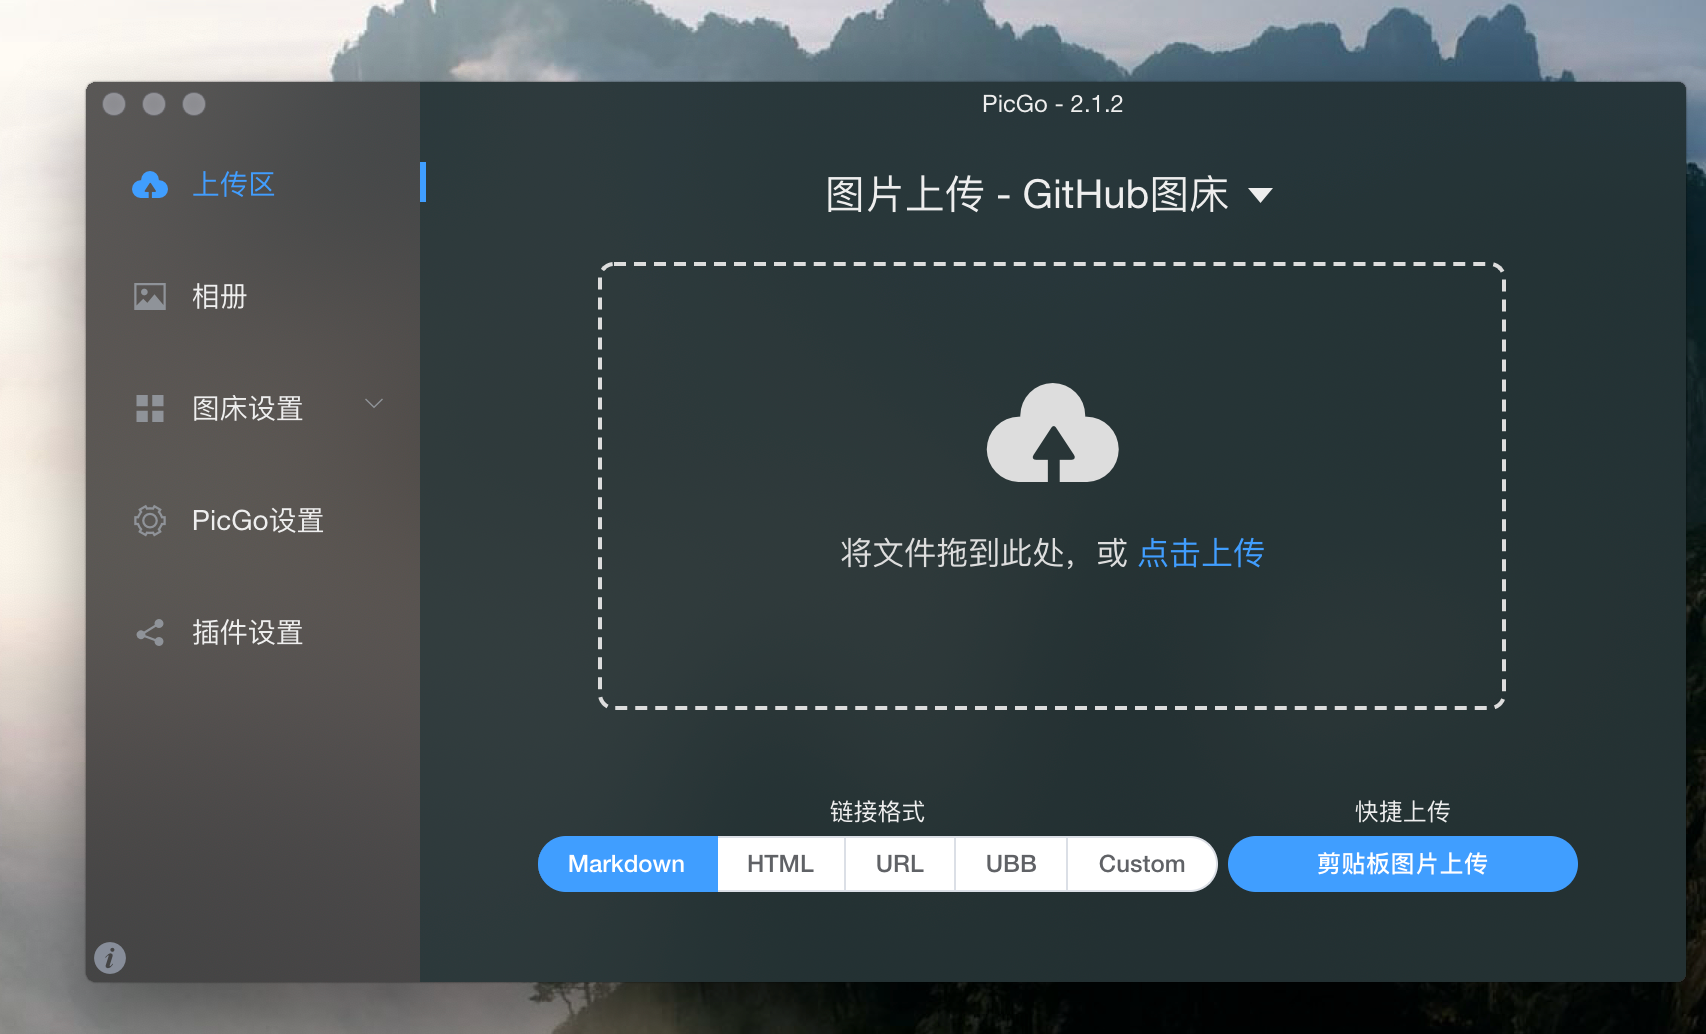 PicGo - 2.1.2
上传区
相册
图床设置
PicGo设置
插件设置
图片上传 - GitHub图床
将文件拖到此处，或 点击上传
链接格式
快捷上传
Markdown HTML URL UBB Custom
剪贴板图片上传
i